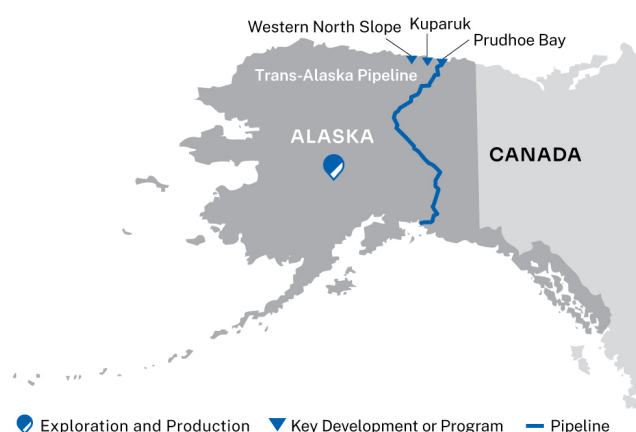 Western North Slope
Kuparuk
Prudhoe Bay
Trans-Alaska Pipeline
ALASKA
CANADA
Exploration and Production
Key Development or Program
Pipeline